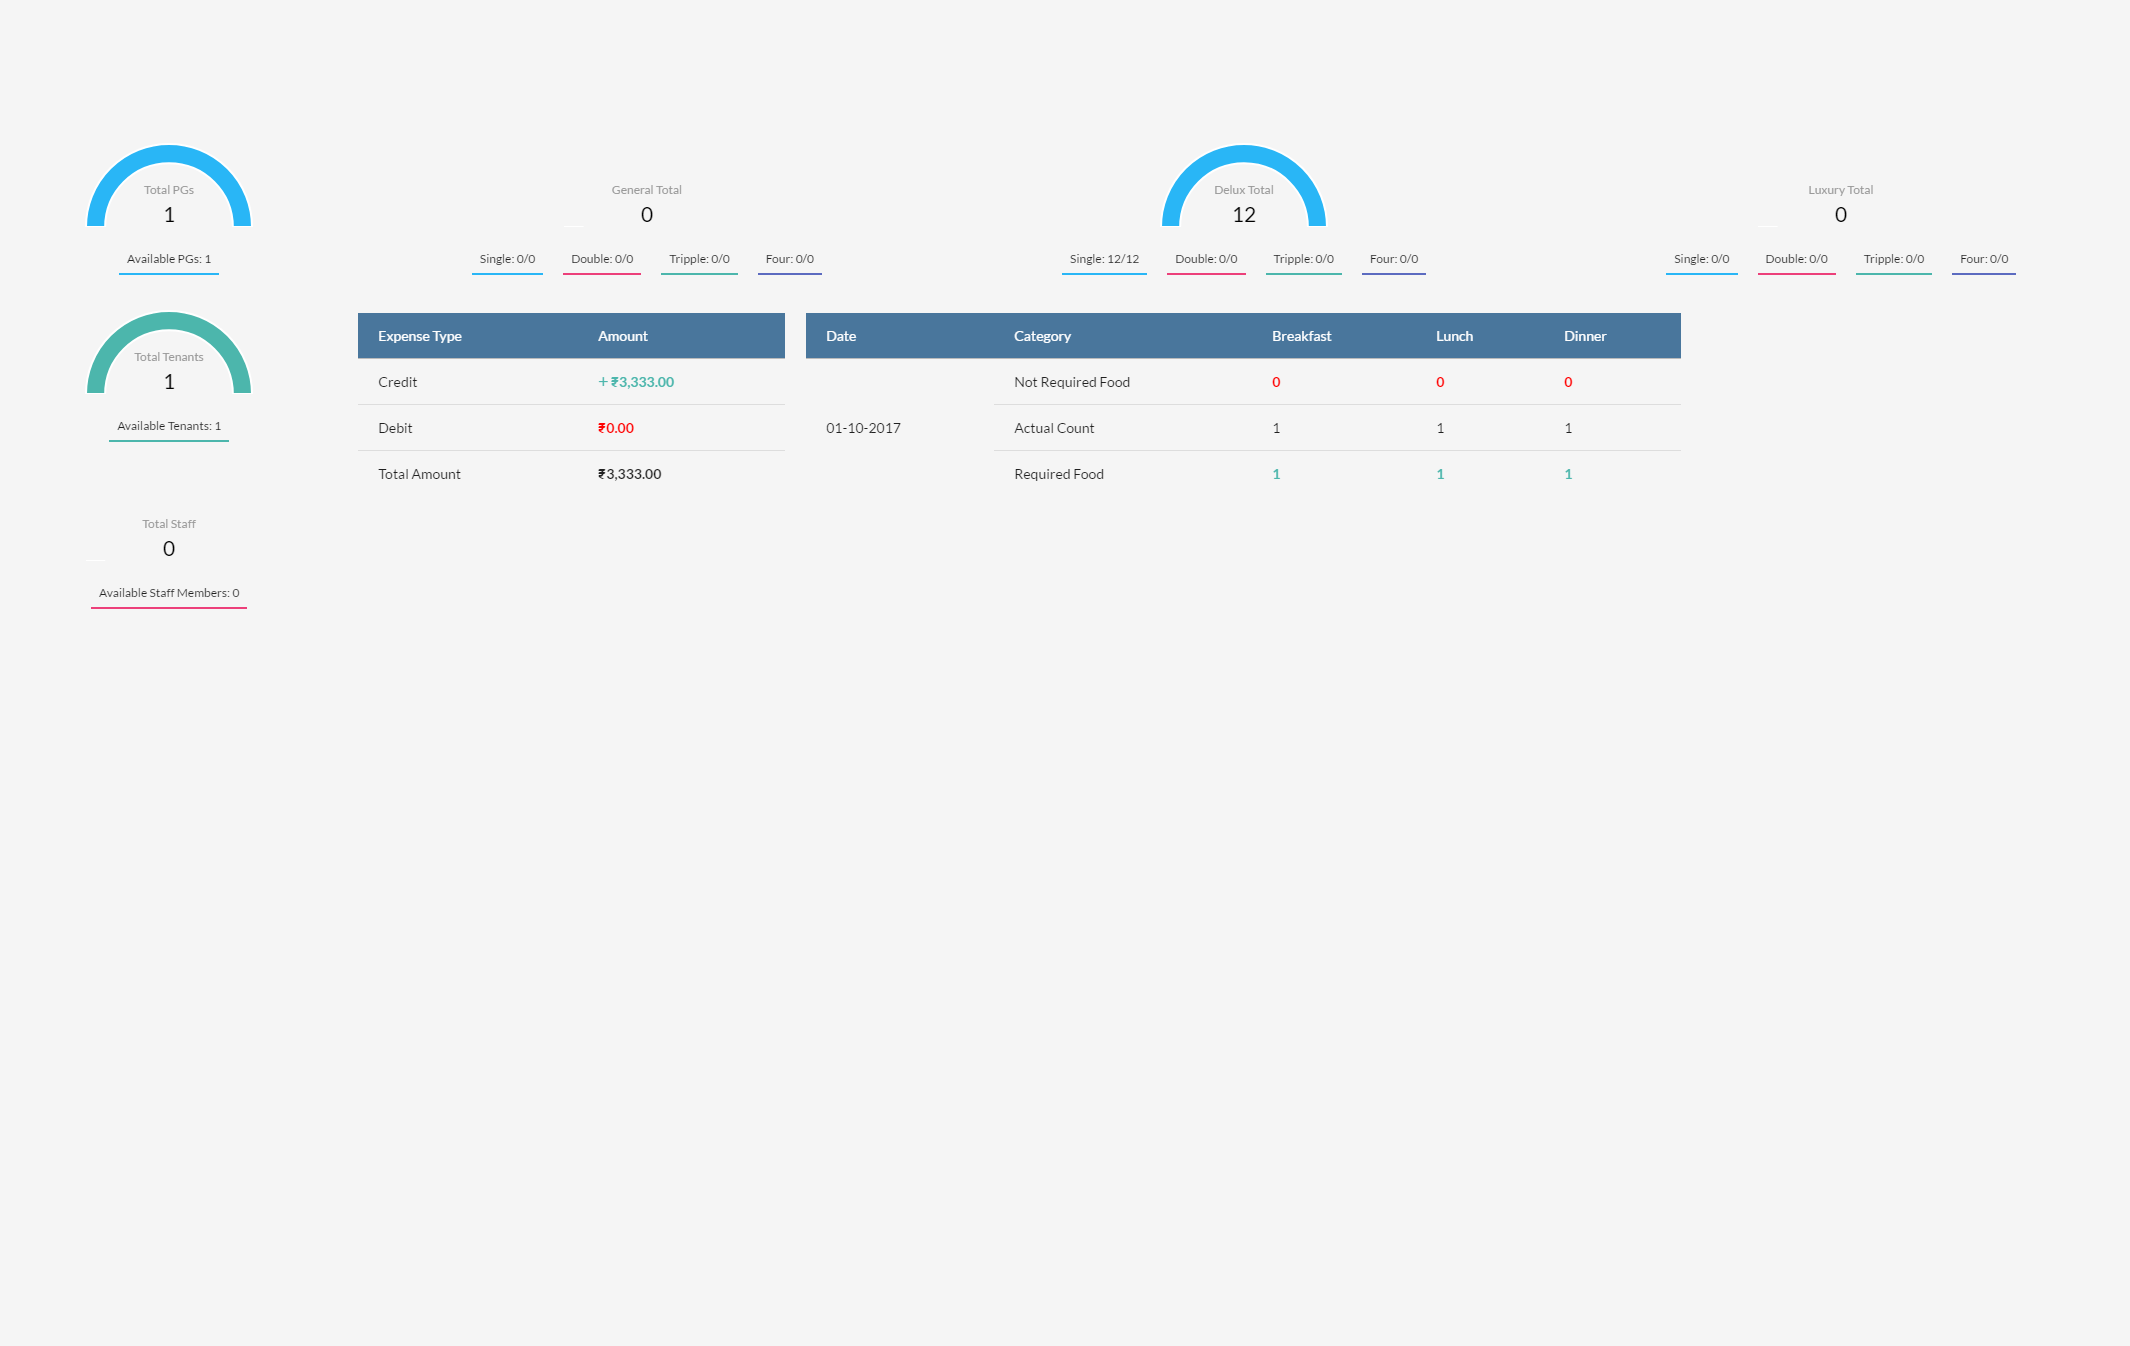 Total PGs
1
Available PGs: 1
General Total
0
Single: 0/0 Double: 0/0 Tripple: 0/0 Four: 0/0
Delux Total
12
Single: 12/12 Double: 0/0 Tripple: 0/0 Four: 0/0
Luxury Total
0
Single: 0/0 Double: 0/0 Tripple: 0/0 Four: 0/0
Total Tenants
1
Available Tenants: 1
Total Staff
0
Available Staff Members: 0
Expense Type Amount
Credit + ₹3,333.00
Debit ₹0.00
Total Amount ₹3,333.00
Date Category Breakfast Lunch Dinner
Not Required Food 0 0 0
01-10-2017 Actual Count 1 1 1
Required Food 1 1 1